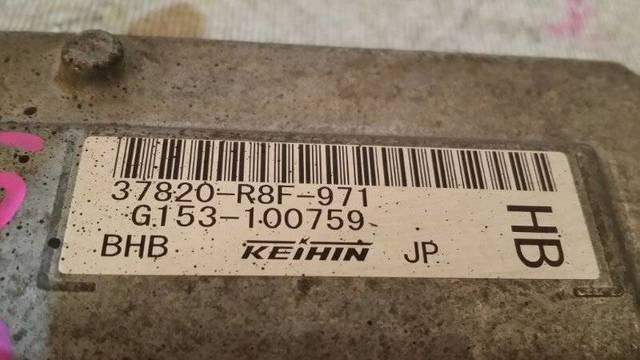 37820-R8F-971
G153-100759
BHB KEIHIN JP
HB